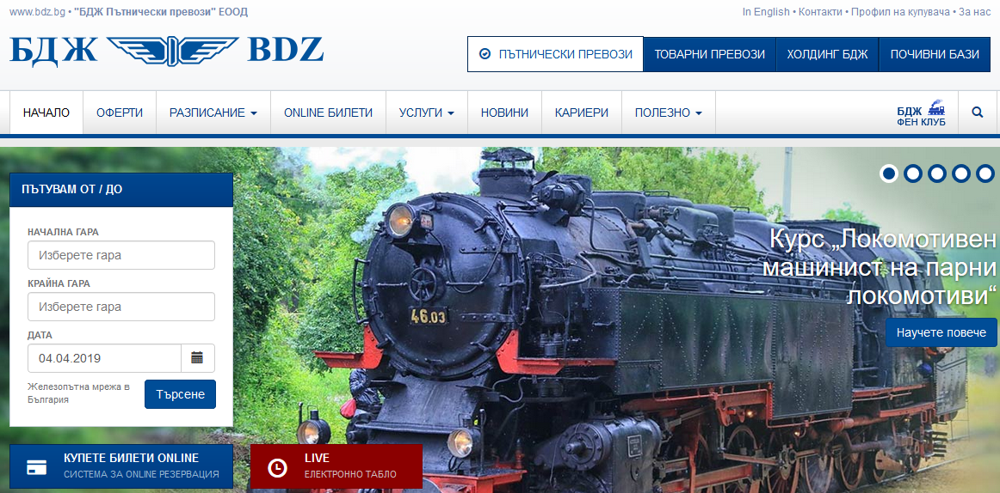 www.bdz.bg • "БДЖ Пътнически превози" ЕООД
In English • Контакти • Профил на купувача • За нас
БДЖ BDZ
ПЪТНИЧЕСКИ ПРЕВОЗИ ТОВАРНИ ПРЕВОЗИ ХОЛДИНГ БДЖ ПОЧИВНИ БАЗИ
НАЧАЛО ОФЕРТИ РАЗПИСАНИЕ ONLINE БИЛЕТИ УСЛУГИ НОВИНИ КАРИЕРИ ПОЛЕЗНО
БДЖ
ФЕН КЛУБ
ПЪТУВАМ ОТ / ДО
НАЧАЛНА ГАРА
Изберете гара
КРАЙНА ГАРА
Изберете гара
ДАТА
04.04.2019
Железопътна мрежа в
България
Търсене
КУПЕТЕ БИЛЕТИ ONLINE
СИСТЕМА ЗА ONLINE РЕЗЕРВАЦИЯ
LIVE
ЕЛЕКТРОННО ТАБЛО
46.03
Курс „Локомотивен
машинист на парни
локомотиви“
Научете повече